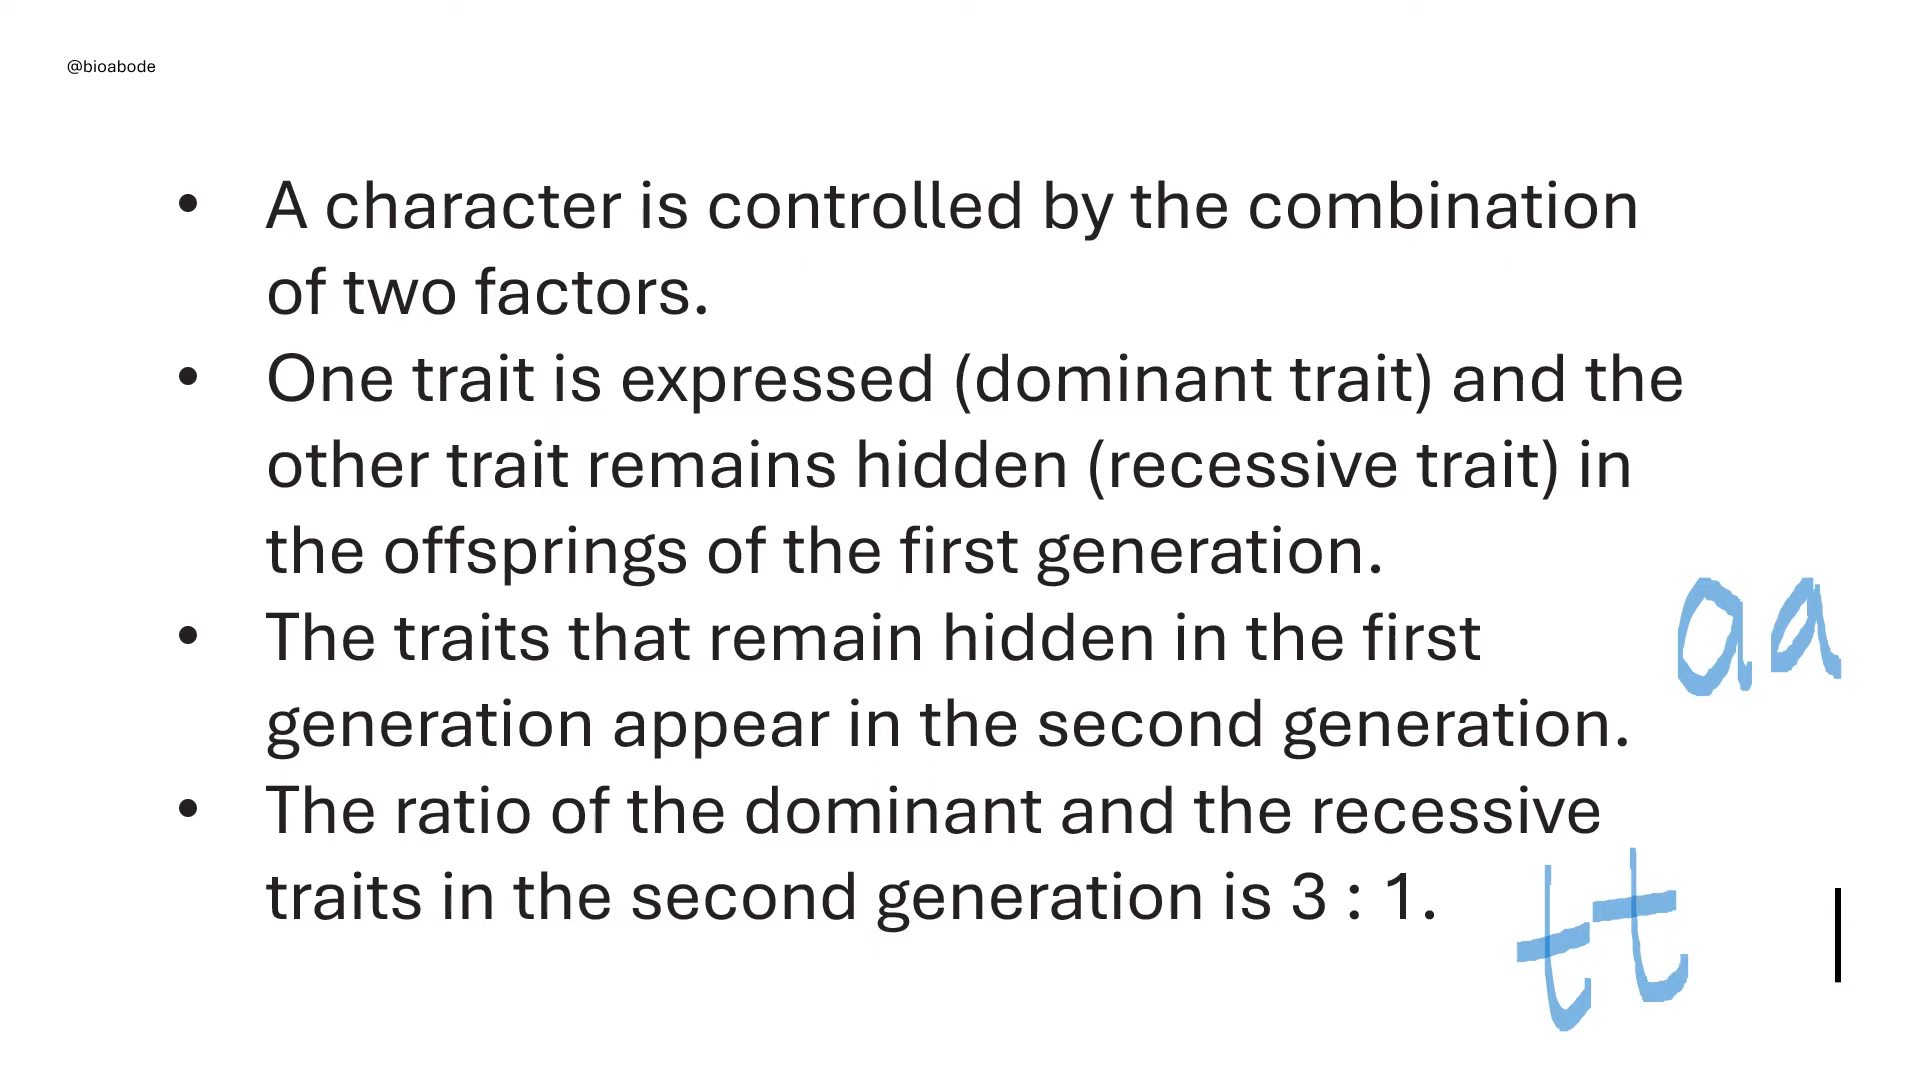 @bioabode
• A character is controlled by the combination
of two factors.
• One trait is expressed (dominant trait) and the
other trait remains hidden (recessive trait) in
the offsprings of the first generation.
• The traits that remain hidden in the first
generation appear in the second generation.
• The ratio of the dominant and the recessive
traits in the second generation is 3 : 1.
aa
tt